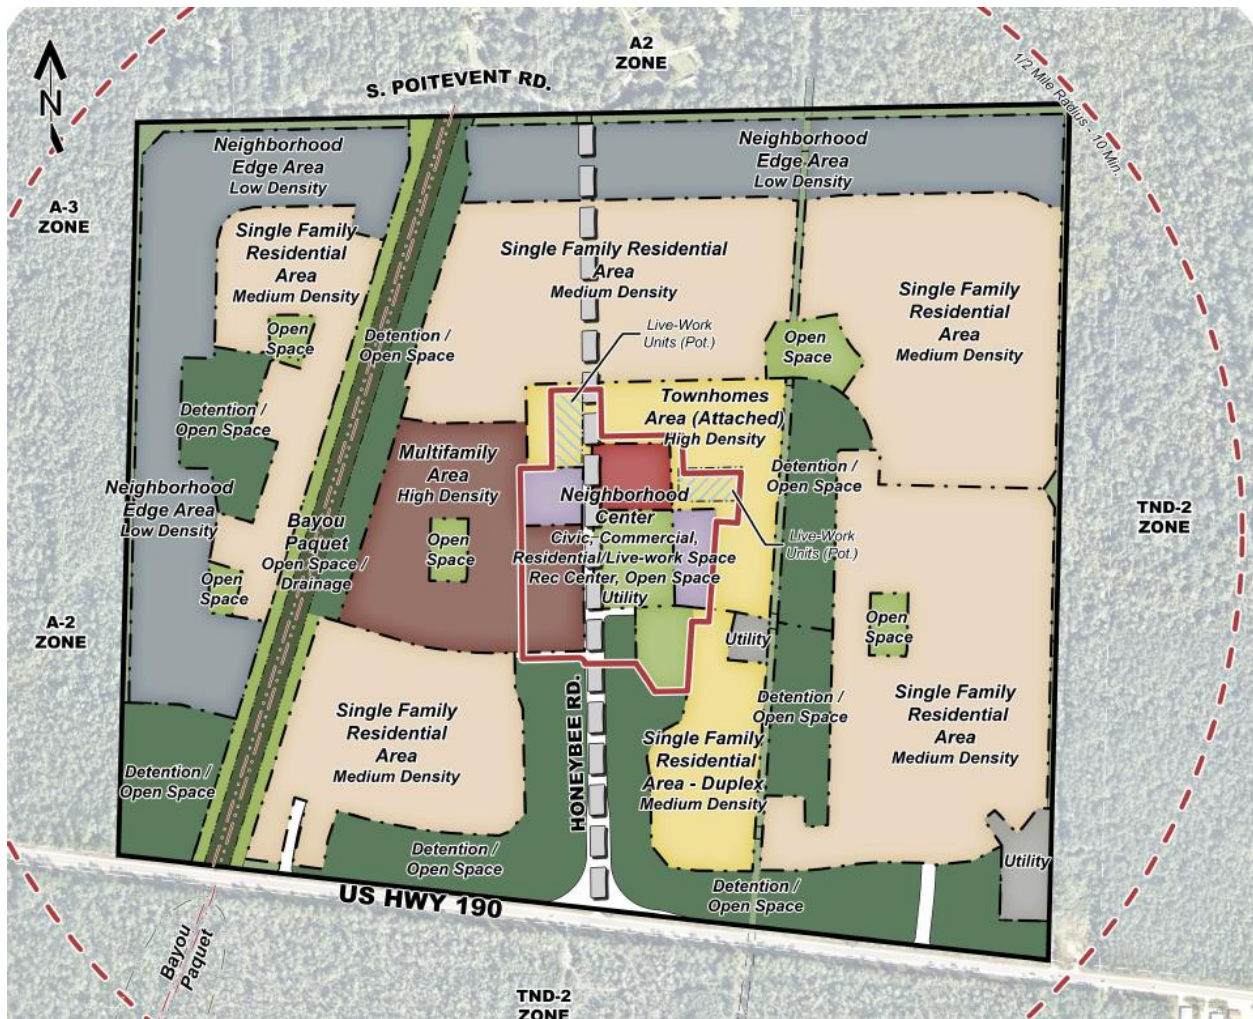 A2
ZONE
S. POITEVENT RD.
1/2 Mile Radius - 10 Min.
N
Neighborhood
Edge Area
Low Density
Neighborhood
Edge Area
Low Density
A-3
ZONE
Single Family
Residential
Area
Medium Density
Single Family Residential
Area
Medium Density
Single Family
Residential
Area
Medium Density
Open
Space
Detention /
Open Space
Live-Work
Units (Pot.)
Open
Space
Detention /
Open Space
Townhomes
Area (Attached)
High Density
Multifamily
Area
High Density
Detention /
Open Space
Neighborhood
Edge Area
Low Density
Neighborhood
Center
Civic, Commercial,
Residential/Live-work Space
Rec Center, Open Space
Utility
TND-2
ZONE
Bayou
Paquet
Open Space /
Drainage
Open
Space
Live-Work
Units (Pot.)
Open
Space
Open
Space
A-2
ZONE
Utility
Single Family
Residential
Area
Medium Density
HONEYBEE RD.
Detention /
Open Space
Single Family
Residential
Area
Medium Density
Single Family
Residential
Area - Duplex
Medium Density
Detention /
Open Space
Detention /
Open Space
Utility
Detention /
Open Space
US HWY 190
Bayou
Paquet
TND-2
ZONE